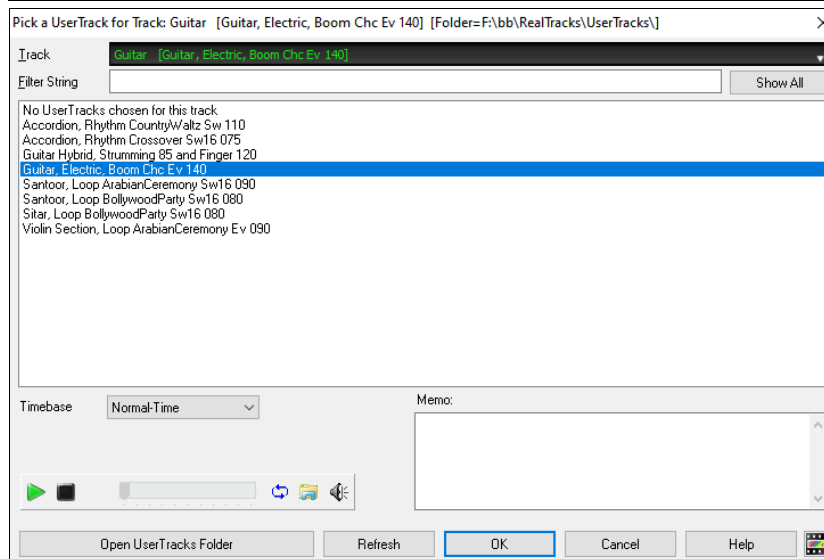 Pick a UserTrack for Track: Guitar [Guitar, Electric, Boom Chc Ev 140] [Folder=F:\bb\RealTracks\UserTracks\]
Track Guitar [Guitar, Electric, Boom Chc Ev 140]
Filter String Show All
No UserTracks chosen for this track
Accordion, Rhythm CountryWaltz Sw 110
Accordion, Rhythm Crossover Sw16 075
Guitar Hybrid, Strumming 85 and Finger 120
Guitar, Electric, Boom Chc Ev 140
Santoor, Loop ArabianCeremony Sw16 090
Santoor, Loop BollywoodParty Sw16 080
Sitar, Loop BollywoodParty Sw16 080
Violin Section, Loop ArabianCeremony Ev 090
Timebase Normal-Time Memo:
Open UserTracks Folder Refresh OK Cancel Help